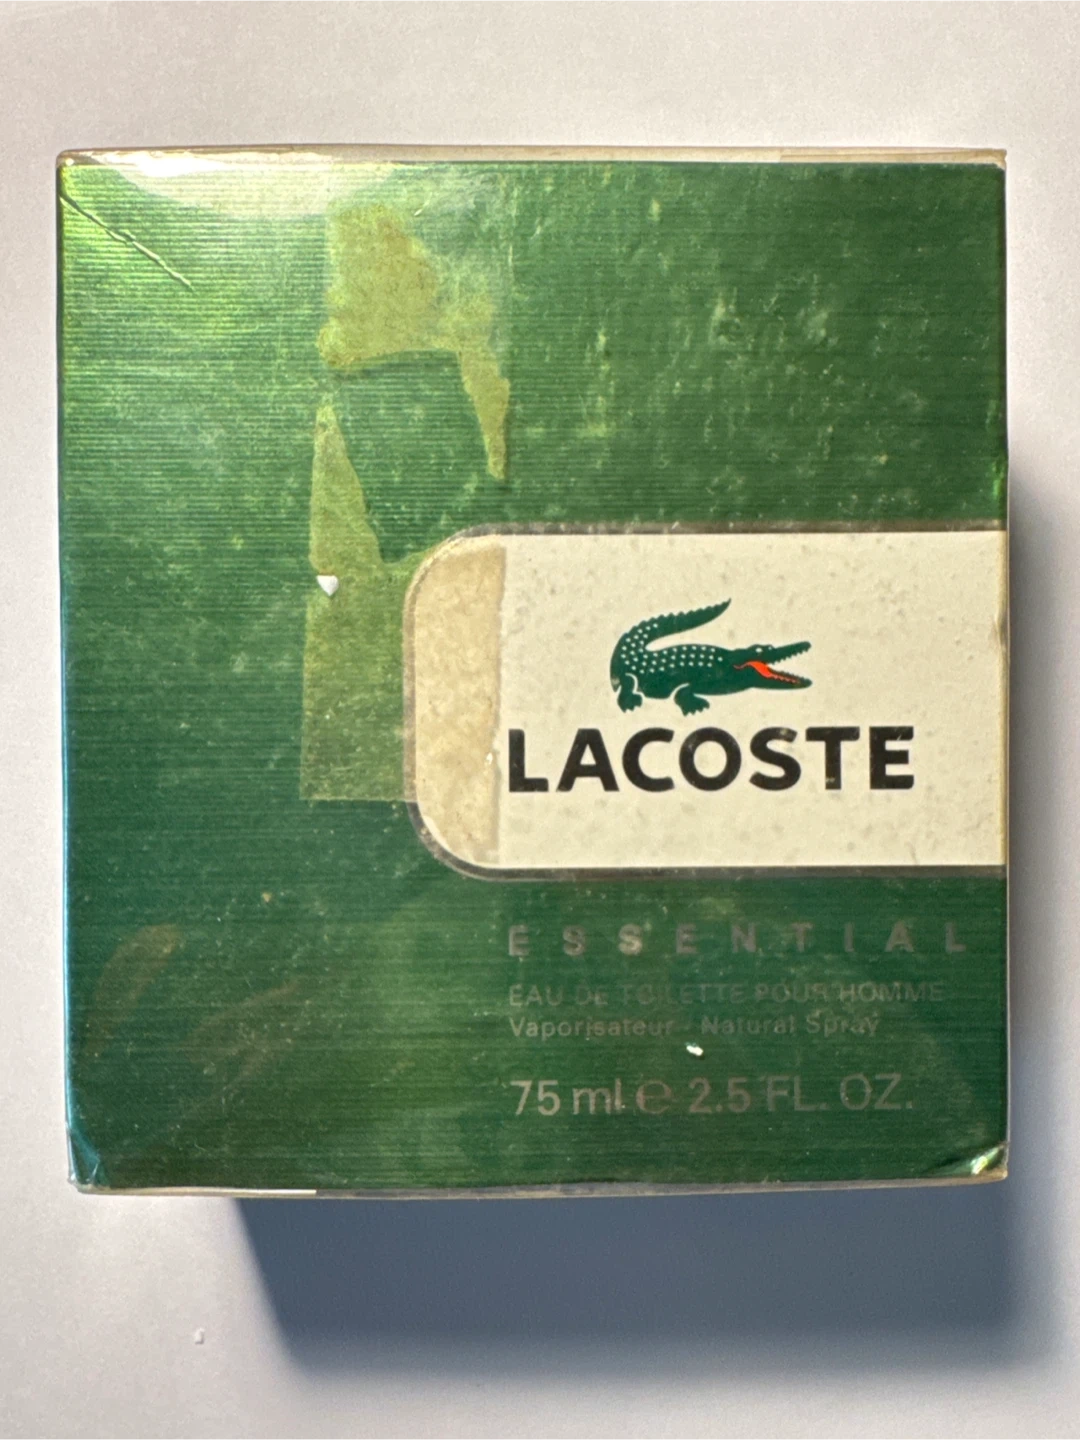 LACOSTE
ESSENTIAL
EAU DE TOILETTE POUR HOMME
Vaporisateur - Natural Spray
75 ml ℮ 2.5 FL. OZ.